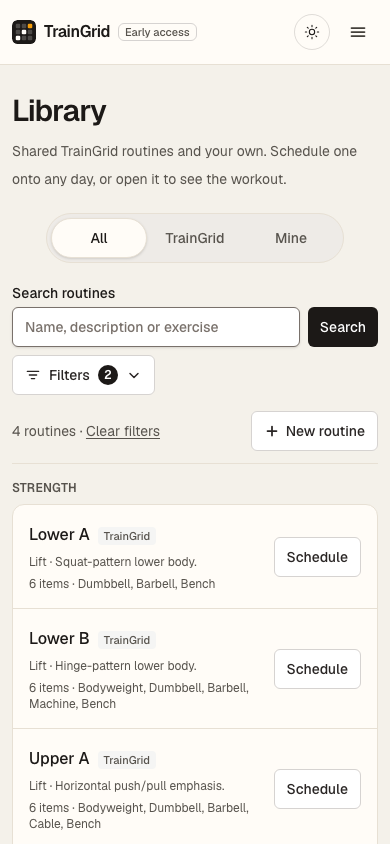 TrainGrid Early access
Library
Shared TrainGrid routines and your own. Schedule one
onto any day, or open it to see the workout.
All TrainGrid Mine
Search routines
Name, description or exercise Search
Filters 2
4 routines · Clear filters New routine
STRENGTH
Lower A TrainGrid
Lift · Squat-pattern lower body.
6 items · Dumbbell, Barbell, Bench
Schedule
Lower B TrainGrid
Lift · Hinge-pattern lower body.
6 items · Bodyweight, Dumbbell, Barbell,
Machine, Bench
Schedule
Upper A TrainGrid
Lift · Horizontal push/pull emphasis.
6 items · Bodyweight, Dumbbell, Barbell,
Cable, Bench
Schedule